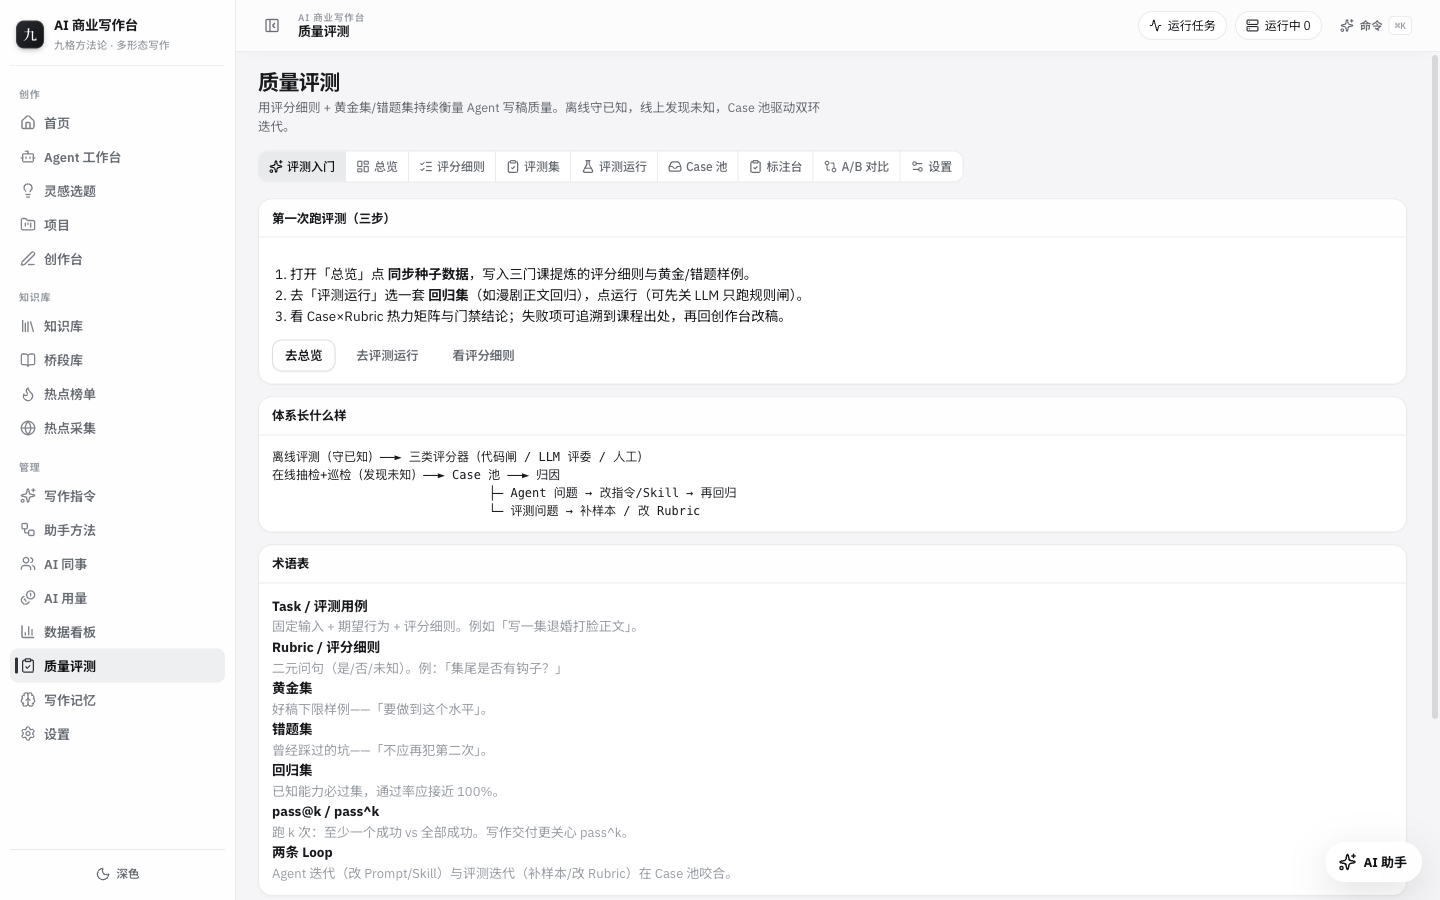 九
AI 商业写作台
九格方法论 · 多形态写作
创作
首页
Agent 工作台
灵感选题
项目
创作台
知识库
知识库
桥段库
热点榜单
热点采集
管理
写作指令
助手方法
AI 同事
AI 用量
数据看板
质量评测
写作记忆
设置
深色
AI 商业写作台
质量评测
运行任务
运行中 0
命令 ⌘K
质量评测
用评分细则 + 黄金集/错题集持续衡量 Agent 写稿质量。离线守已知，线上发现未知，Case 池驱动双环
迭代。
评测入门 总览 评分细则 评测集 评测运行 Case 池 标注台 A/B 对比 设置
第一次跑评测（三步）
1. 打开「总览」点 同步种子数据，写入三门课提炼的评分细则与黄金/错题样例。
2. 去「评测运行」选一套 回归集（如漫剧正文回归），点运行（可先关 LLM 只跑规则闸）。
3. 看 Case×Rubric 热力矩阵与门禁结论；失败项可追溯到课程出处，再回创作台改稿。
去总览 去评测运行 看评分细则
体系长什么样
离线评测（守已知）──► 三类评分器（代码闸 / LLM 评委 / 人工）
在线抽检+巡检（发现未知）──► Case 池 ──► 归因
├─ Agent 问题 → 改指令/Skill → 再回归
└─ 评测问题 → 补样本 / 改 Rubric
术语表
Task / 评测用例
固定输入 + 期望行为 + 评分细则。例如「写一集退婚打脸正文」。
Rubric / 评分细则
二元问句（是/否/未知）。例：「集尾是否有钩子？」
黄金集
好稿下限样例——「要做到这个水平」。
错题集
曾经踩过的坑——「不应再犯第二次」。
回归集
已知能力必过集，通过率应接近 100%。
pass@k / pass^k
跑 k 次：至少一个成功 vs 全部成功。写作交付更关心 pass^k。
两条 Loop
Agent 迭代（改 Prompt/Skill）与评测迭代（补样本/改 Rubric）在 Case 池咬合。
AI 助手